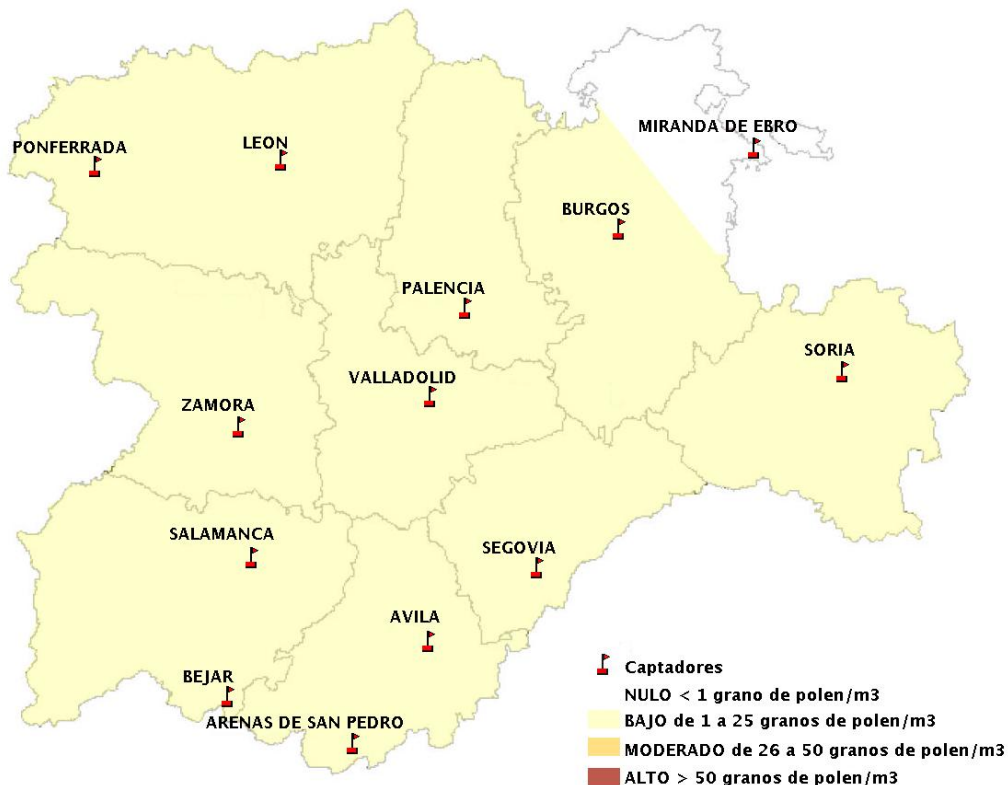 MIRANDA DE EBRO
PONFERRADA
LEON
BURGOS
PALENCIA
SORIA
VALLADOLID
ZAMORA
SALAMANCA
SEGOVIA
AVILA
BEJAR
ARENAS DE SAN PEDRO
Captadores
NULO < 1 grano de polen/m3
BAJO de 1 a 25 granos de polen/m3
MODERADO de 26 a 50 granos de polen/m3
ALTO > 50 granos de polen/m3